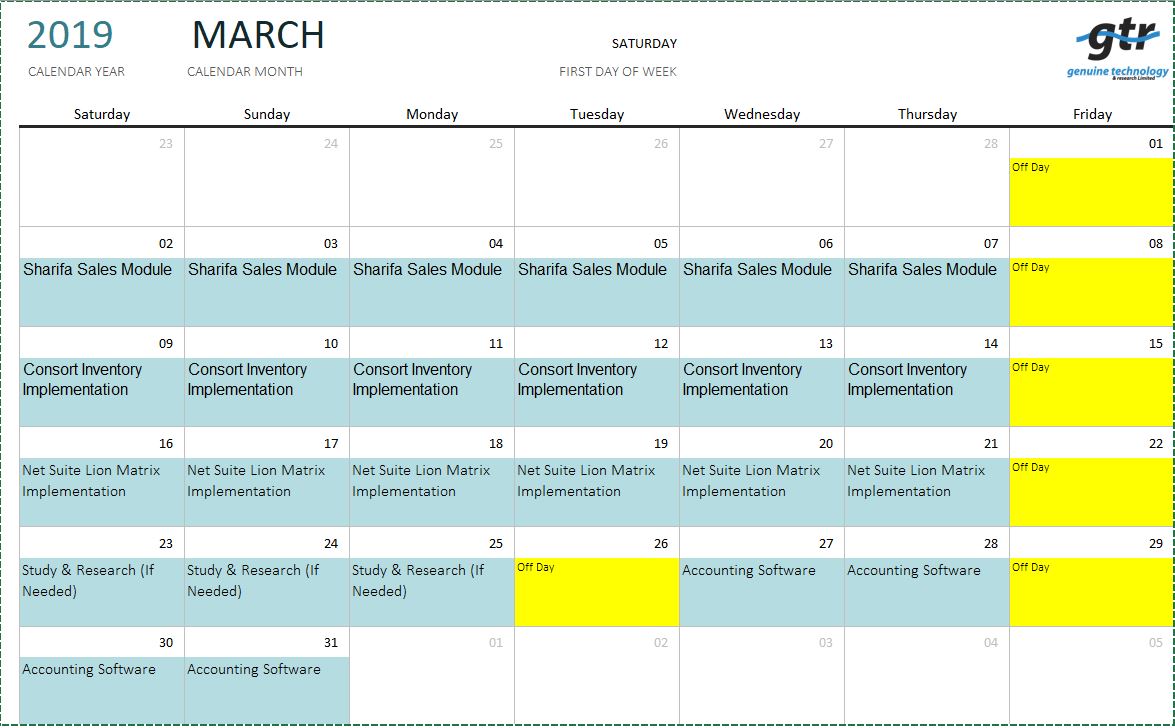 2019 MARCH SATURDAY gtr
CALENDAR YEAR CALENDAR MONTH FIRST DAY OF WEEK genuine technology
& research Limited
Saturday Sunday Monday Tuesday Wednesday Thursday Friday
23 24 25 26 27 28 01
Off Day
02 03 04 05 06 07 08
Sharifa Sales Module Sharifa Sales Module Sharifa Sales Module Sharifa Sales Module Sharifa Sales Module Sharifa Sales Module Off Day
09 10 11 12 13 14 15
Consort Inventory Consort Inventory Consort Inventory Consort Inventory Consort Inventory Consort Inventory Off Day
Implementation Implementation Implementation Implementation Implementation Implementation
16 17 18 19 20 21 22
Net Suite Lion Matrix Net Suite Lion Matrix Net Suite Lion Matrix Net Suite Lion Matrix Net Suite Lion Matrix Net Suite Lion Matrix Off Day
Implementation Implementation Implementation Implementation Implementation Implementation
23 24 25 26 27 28 29
Study & Research (If Study & Research (If Study & Research (If Off Day Accounting Software Accounting Software Off Day
Needed) Needed) Needed)
30 31 01 02 03 04 05
Accounting Software Accounting Software